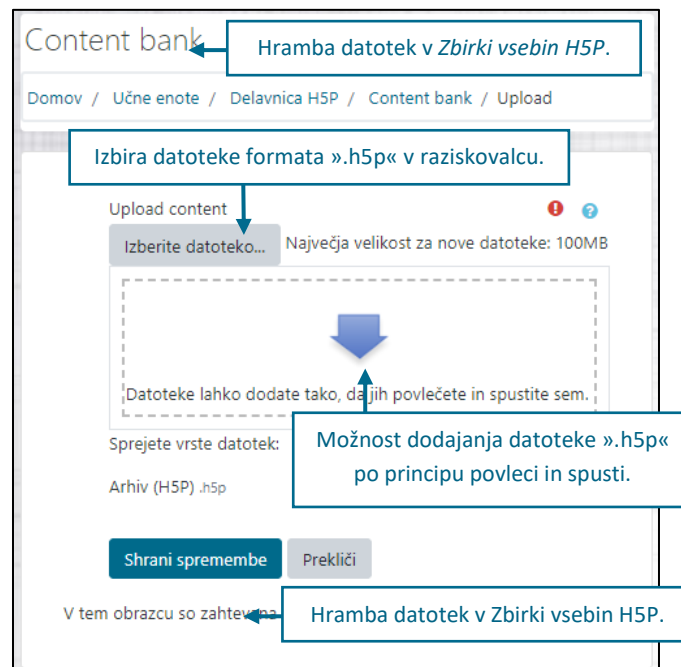 Content bank
Hramba datotek v Zbirki vsebin H5P.
Domov / Učne enote / Delavnica H5P / Content bank / Upload
Izbira datoteke formata ».h5p« v raziskovalcu.
Upload content
Izberite datoteko... Največja velikost za nove datoteke: 100MB
Datoteke lahko dodate tako, da jih povlečete in spustite sem.
Sprejete vrste datotek:
Možnost dodajanja datoteke ».h5p«
po principu povleci in spusti.
Arhiv (H5P) .h5p
Shrani spremembe Prekliči
V tem obrazcu so zahtevana
Hramba datotek v Zbirki vsebin H5P.